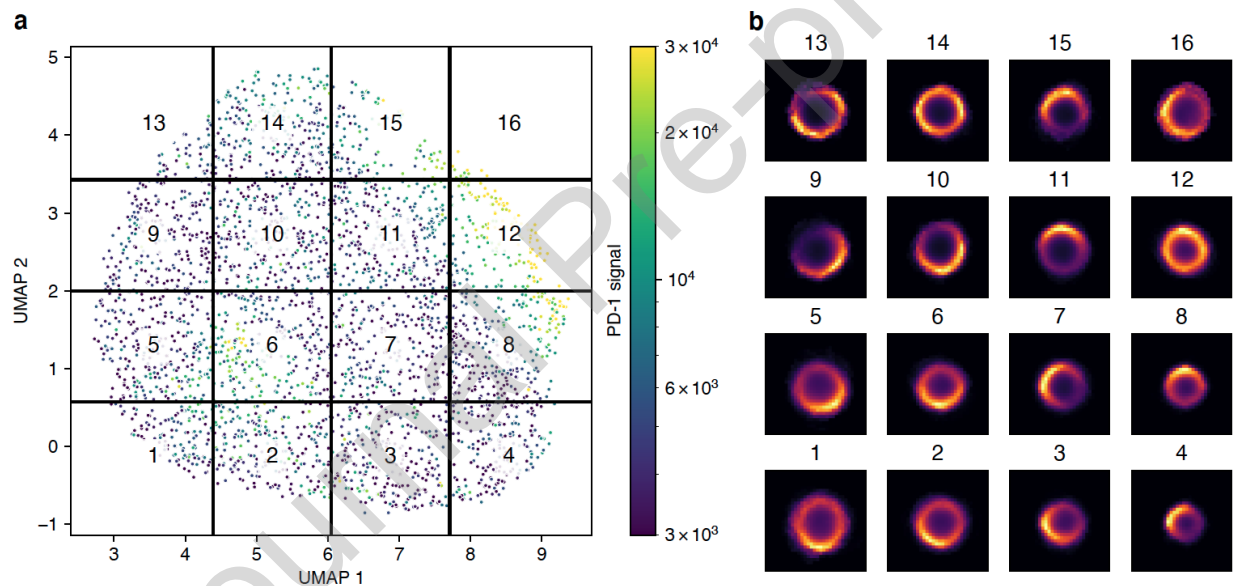 a
b
5
4
3
2
1
0
−1
UMAP 2
3 4 5 6 7 8 9
UMAP 1
13 14 15 16
9 10 11 12
5 6 7 8
1 2 3 4
3 × 10⁴
2 × 10⁴
10⁴
6 × 10³
3 × 10³
PD-1 signal
13 14 15 16
9 10 11 12
5 6 7 8
1 2 3 4
urnal Pre-p